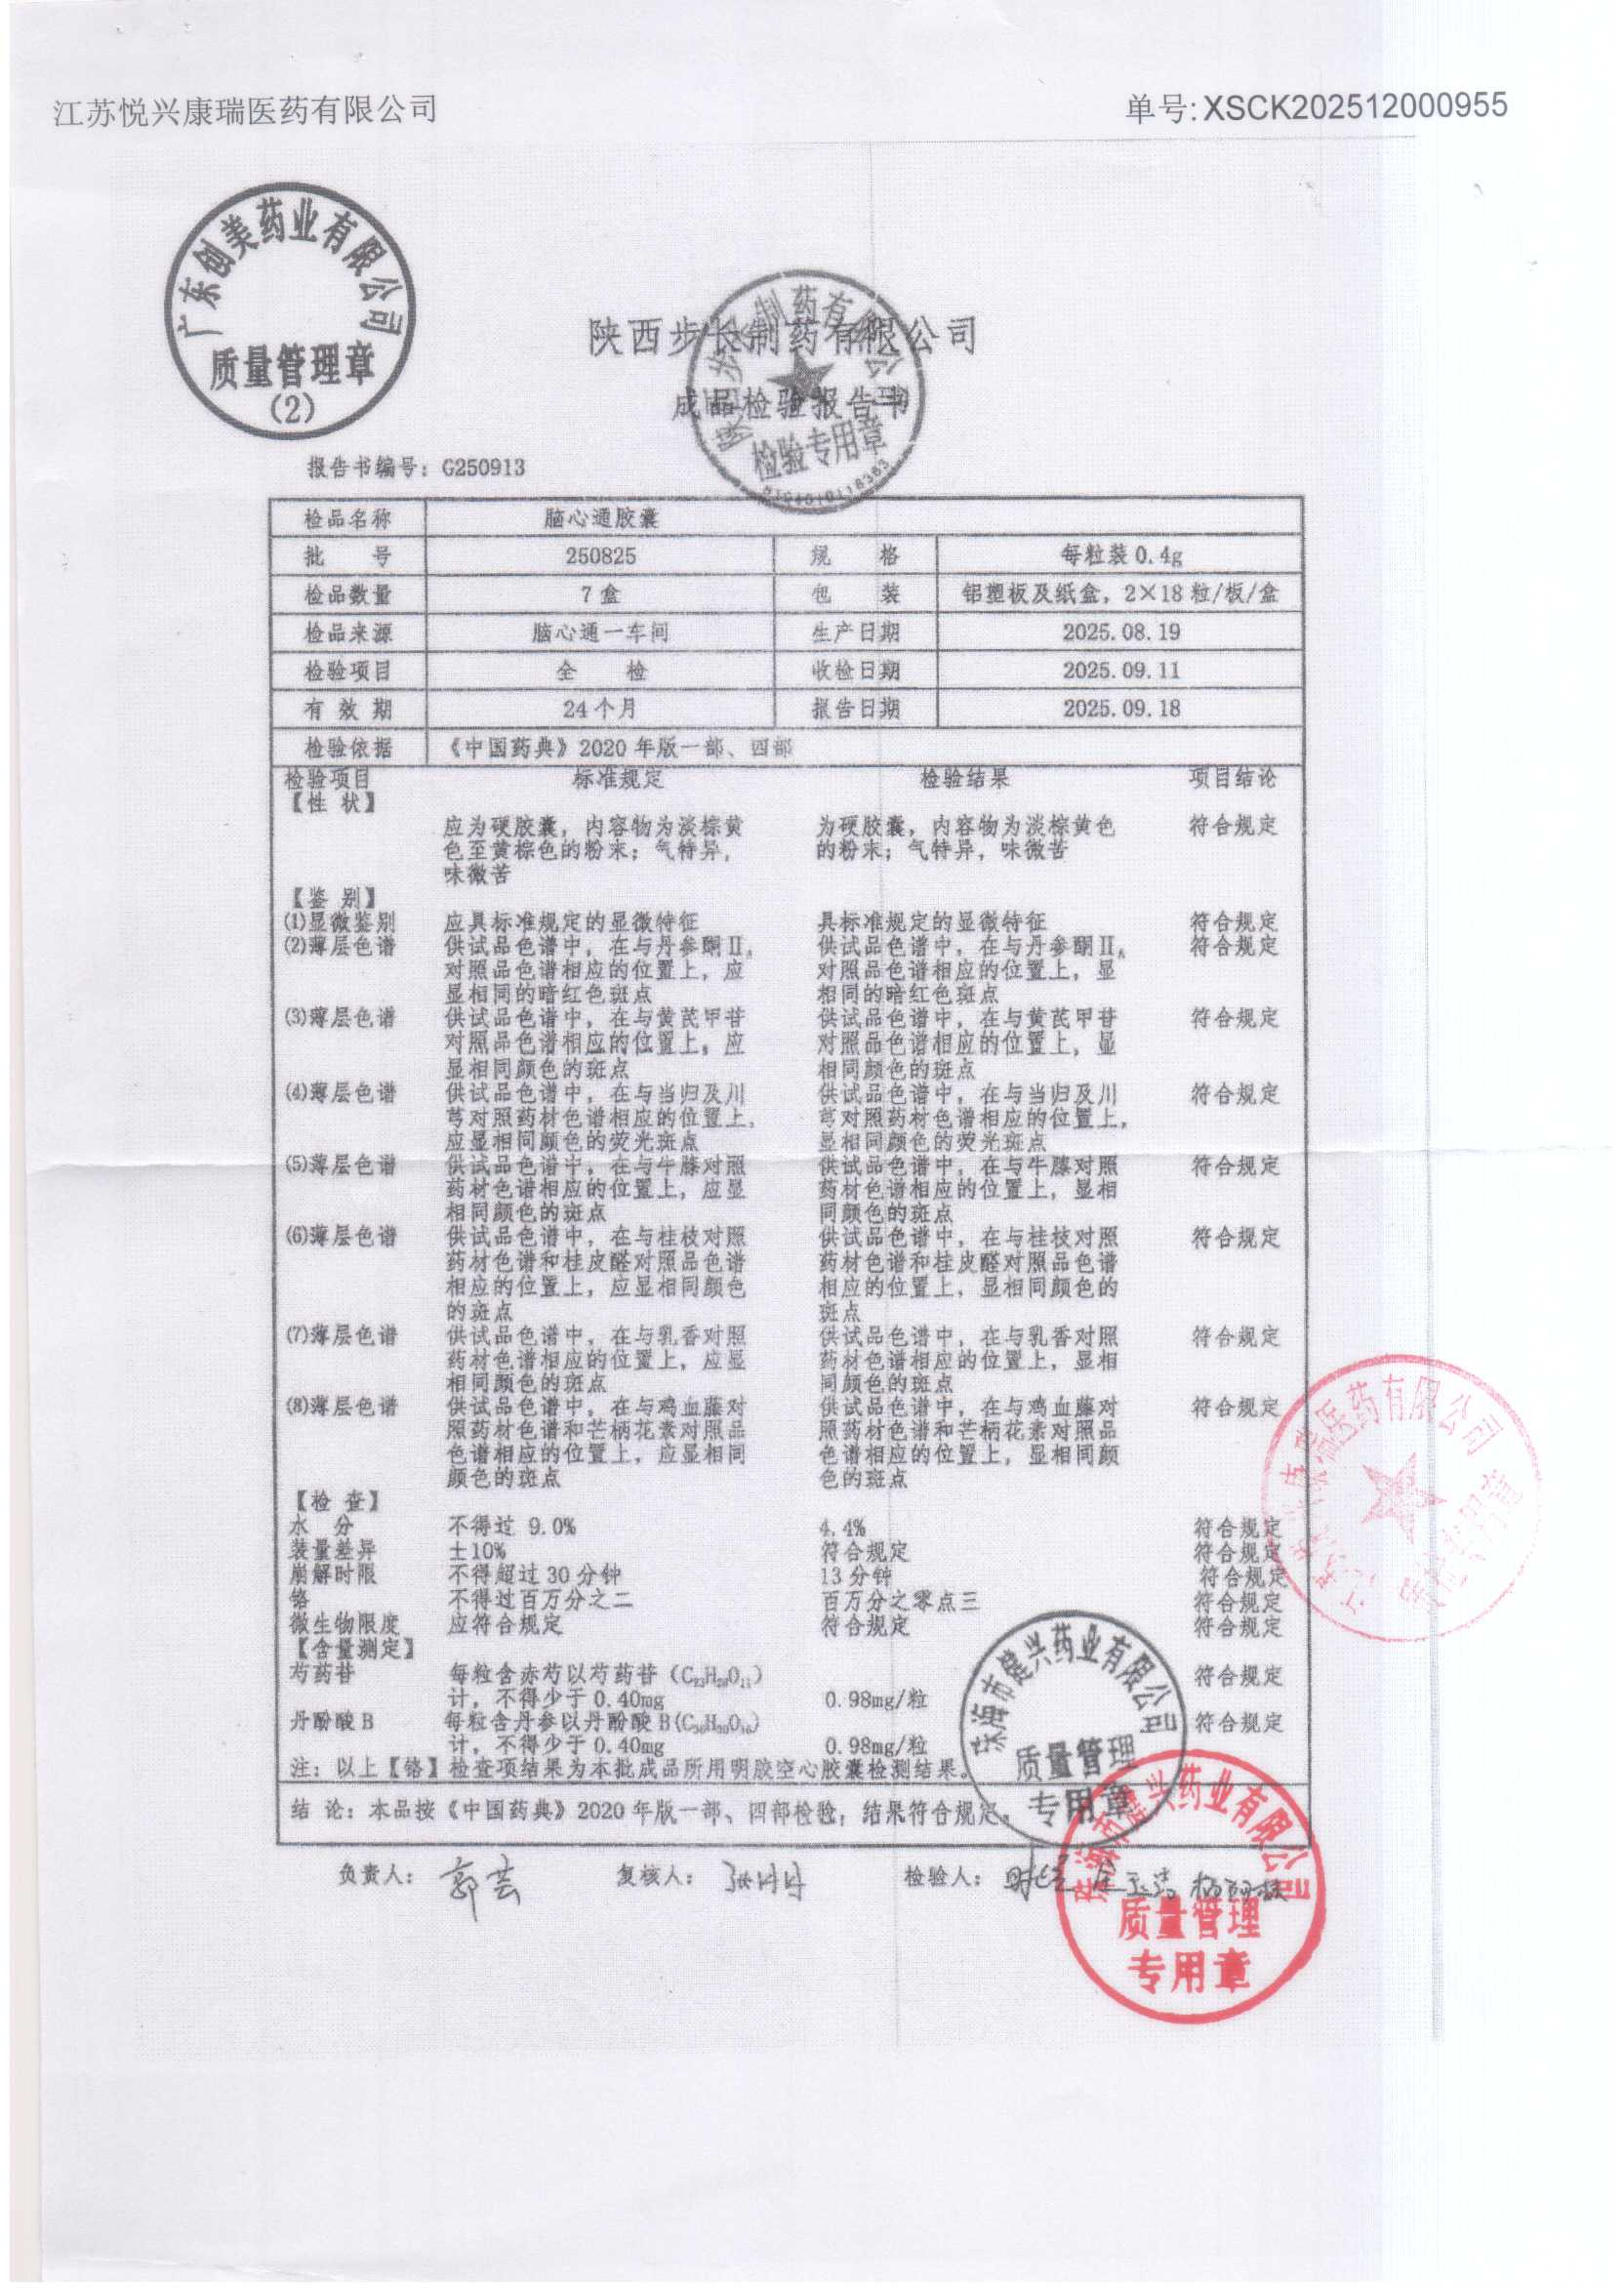 江苏悦兴康瑞医药有限公司 单号: XSCK202512000955
广东创美药业有限公司
质量管理章
(2)
陕西步长制药有限公司
成品检验报告书
检验专用章
报告书编号: G250913
检品名称 脑心通胶囊
批 号 250825 规 格 每粒装0.4g
检品数量 7盒 包 装 铝塑板及纸盒, 2×18粒/板/盒
检品来源 脑心通一车间 生产日期 2025.08.19
检验项目 全 检 收检日期 2025.09.11
有 效 期 24个月 报告日期 2025.09.18
检验依据 《中国药典》2020年版一部、四部
检验项目 标准规定 检验结果 项目结论
【性 状】
应为硬胶囊, 内容物为淡棕黄 为硬胶囊, 内容物为淡棕黄色 符合规定
色至黄棕色的粉末; 气特异, 的粉末; 气特异, 味微苦
味微苦
【鉴 别】
⑴显微鉴别 应具标准规定的显微特征 具标准规定的显微特征 符合规定
⑵薄层色谱 供试品色谱中, 在与丹参酮ⅡA 供试品色谱中, 在与丹参酮ⅡA 符合规定
对照品色谱相应的位置上, 应 对照品色谱相应的位置上, 显
显相同的暗红色斑点 相同的暗红色斑点
⑶薄层色谱 供试品色谱中, 在与黄芪甲苷 供试品色谱中, 在与黄芪甲苷 符合规定
对照品色谱相应的位置上, 应 对照品色谱相应的位置上, 显
显相同颜色的斑点 相同颜色的斑点
⑷薄层色谱 供试品色谱中, 在与当归及川 供试品色谱中, 在与当归及川 符合规定
芎对照药材色谱相应的位置上, 芎对照药材色谱相应的位置上,
应显相同颜色的荧光斑点 显相同颜色的荧光斑点
⑸薄层色谱 供试品色谱中, 在与牛膝对照 供试品色谱中, 在与牛膝对照 符合规定
药材色谱相应的位置上, 应显 药材色谱相应的位置上, 显相
相同颜色的斑点 同颜色的斑点
⑹薄层色谱 供试品色谱中, 在与桂枝对照 供试品色谱中, 在与桂枝对照 符合规定
药材色谱和桂皮醛对照品色谱 药材色谱和桂皮醛对照品色谱
相应的位置上, 应显相同颜色 相应的位置上, 显相同颜色的
的斑点 斑点
⑺薄层色谱 供试品色谱中, 在与乳香对照 供试品色谱中, 在与乳香对照 符合规定
药材色谱相应的位置上, 应显 药材色谱相应的位置上, 显相
相同颜色的斑点 同颜色的斑点
⑻薄层色谱 供试品色谱中, 在与鸡血藤对 供试品色谱中, 在与鸡血藤对 符合规定
照药材色谱和芒柄花素对照品 照药材色谱和芒柄花素对照品
色谱相应的位置上, 应显相同 色谱相应的位置上, 显相同颜
颜色的斑点 色的斑点
【检 查】
水 分 不得过 9.0% 4.4% 符合规定
装量差异 ±10% 符合规定 符合规定
崩解时限 不得超过30分钟 13分钟 符合规定
铬 不得过百万分之二 百万分之零点三 符合规定
微生物限度 应符合规定 符合规定 符合规定
【含量测定】
芍药苷 每粒含赤芍以芍药苷 (C23H28O11) 符合规定
计, 不得少于0.40mg 0.98mg/粒
丹酚酸B 每粒含丹参以丹酚酸B(C36H30O16) 符合规定
计, 不得少于0.40mg 0.98mg/粒
注: 以上【铬】检查项结果为本批成品所用明胶空心胶囊检测结果。
结 论: 本品按《中国药典》2020年版一部、四部检验, 结果符合规定。
珠海市健兴药业有限公司
质量管理
专用章
负责人: 郭芸 复核人: 检验人:
珠海市健兴药业有限公司
质量管理
专用章